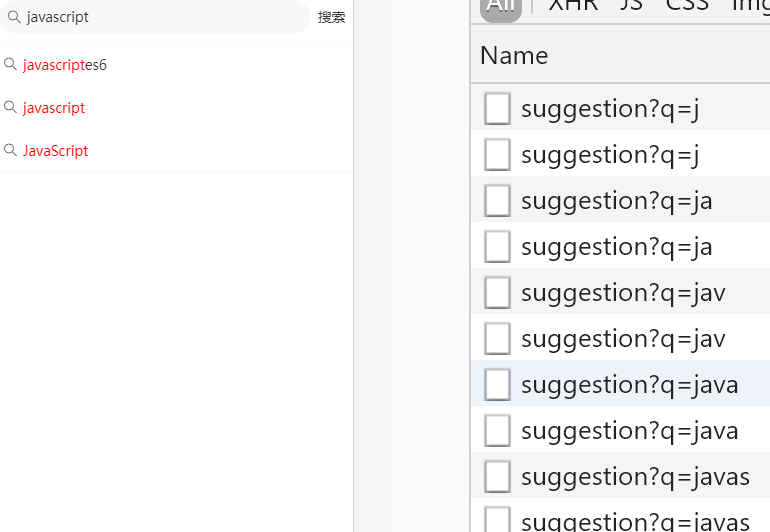 javascript 搜索
javascriptes6
javascript
JavaScript
All XHR JS CSS Img
Name
suggestion?q=j
suggestion?q=j
suggestion?q=ja
suggestion?q=ja
suggestion?q=jav
suggestion?q=jav
suggestion?q=java
suggestion?q=java
suggestion?q=javas
suggestion?q=javas